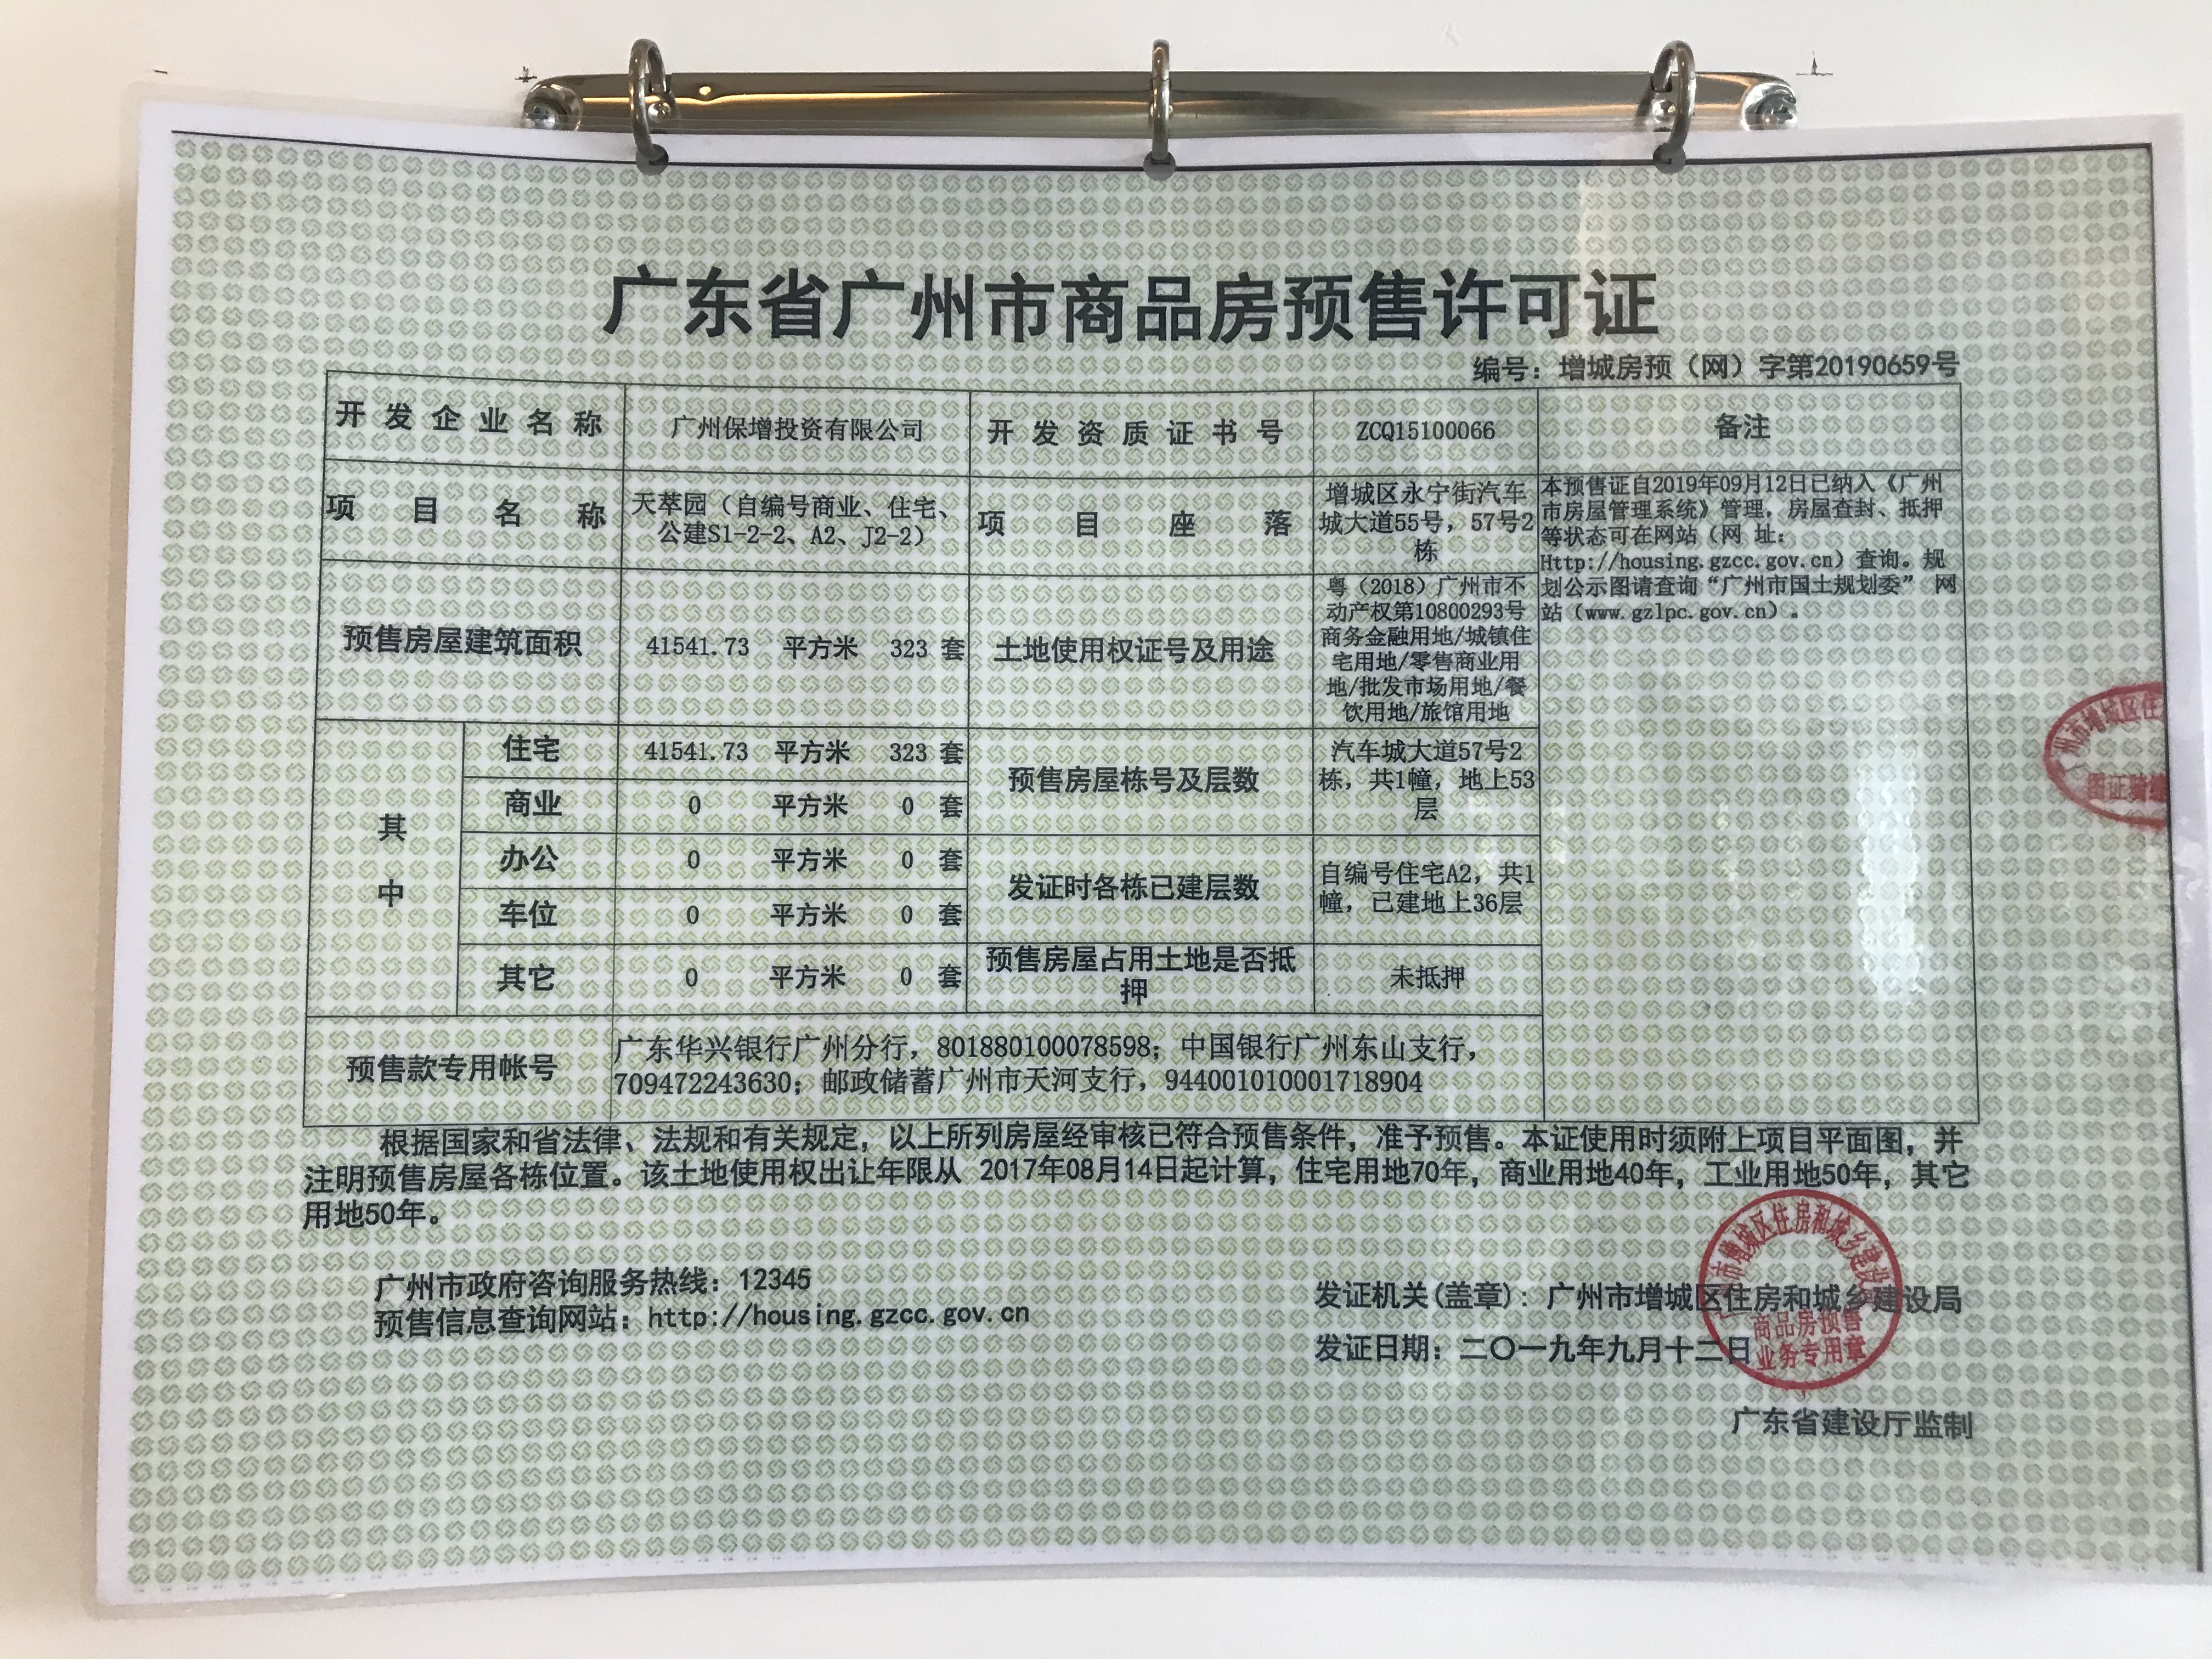 广东省广州市商品房预售许可证
编号：增城房预（网）字第20190659号
开发企业名称
广州保增投资有限公司
开发资质证书号
ZCQ15100066
备注
项目名称
天萃园（自编号商业、住宅、
公建S1-2-2、A2、J2-2）
项目座落
增城区永宁街汽车
城大道55号，57号2
栋
本预售证自2019年09月12日已纳入《广州
市房屋管理系统》管理，房屋查封、抵押
等状态可在网站（网 址：
Http://housing.gzcc.gov.cn）查询。规
划公示图请查询“广州市国土规划委” 网
站（www.gzlpc.gov.cn）。
预售房屋建筑面积
41541.73 平方米 323 套
土地使用权证号及用途
粤（2018）广州市不
动产权第10800293号
商务金融用地/城镇住
宅用地/零售商业用
地/批发市场用地/餐
饮用地/旅馆用地
其
中
住宅
41541.73 平方米 323 套
商业
0 平方米 0 套
办公
0 平方米 0 套
车位
0 平方米 0 套
其它
0 平方米 0 套
预售房屋栋号及层数
汽车城大道57号2
栋，共1幢，地上53
层
发证时各栋已建层数
自编号住宅A2，共1
幢，已建地上36层
预售房屋占用土地是否抵
押
未抵押
预售款专用帐号
广东华兴银行广州分行，801880100078598；中国银行广州东山支行，
709472243630；邮政储蓄广州市天河支行，944001010001718904
根据国家和省法律、法规和有关规定，以上所列房屋经审核已符合预售条件，准予预售。本证使用时须附上项目平面图，并
注明预售房屋各栋位置。该土地使用权出让年限从 2017年08月14日起计算，住宅用地70年，商业用地40年，工业用地50年，其它
用地50年。
广州市政府咨询服务热线：12345
预售信息查询网站：http://housing.gzcc.gov.cn
发证机关(盖章)：广州市增城区住房和城乡建设局
发证日期：二〇一九年九月十二日
市增城区住房和城乡建设
商品房预售
业务专用章
广东省建设厅监制
州市增城区住
图证骑缝